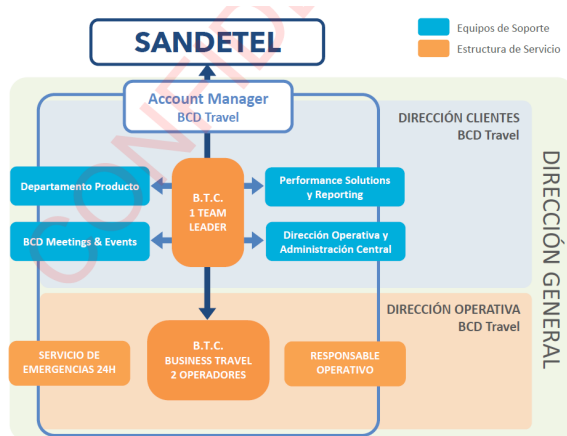 SANDETEL
Equipos de Soporte
Estructura de Servicio
Account Manager
BCD Travel
DIRECCIÓN CLIENTES
BCD Travel
DIRECCIÓN GENERAL
Departamento Producto
B.T.C.
1 TEAM
LEADER
Performance Solutions
y Reporting
BCD Meetings & Events
Dirección Operativa y
Administración Central
DIRECCIÓN OPERATIVA
BCD Travel
SERVICIO DE
EMERGENCIAS 24H
B.T.C.
BUSINESS TRAVEL
2 OPERADORES
RESPONSABLE
OPERATIVO
CONFID